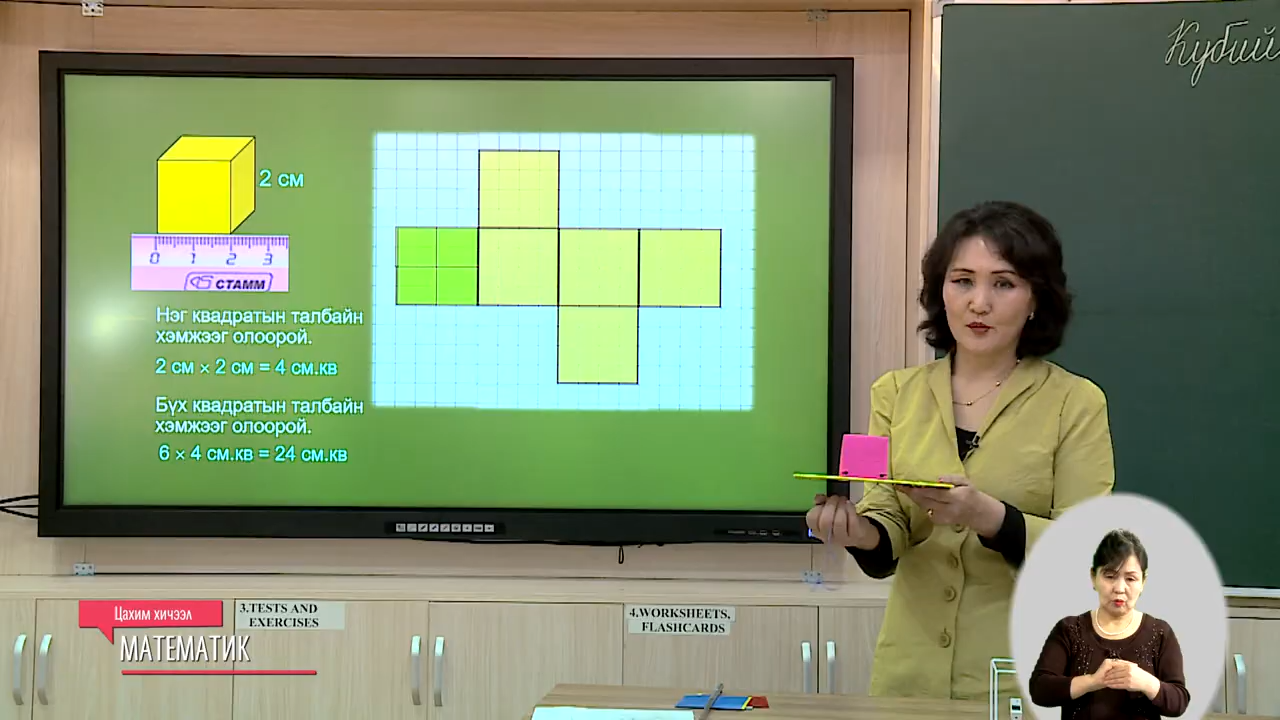 Кубий
2 см
0 1 2 3
СТАММ
Нэг квадратын талбайн
хэмжээг олоорой.
2 см × 2 см = 4 см.кв
Бүх квадратын талбайн
хэмжээг олоорой.
6 × 4 см.кв = 24 см.кв
3.TESTS AND
EXERCISES
4.WORKSHEETS,
FLASHCARDS
Цахим хичээл
МАТЕМАТИК